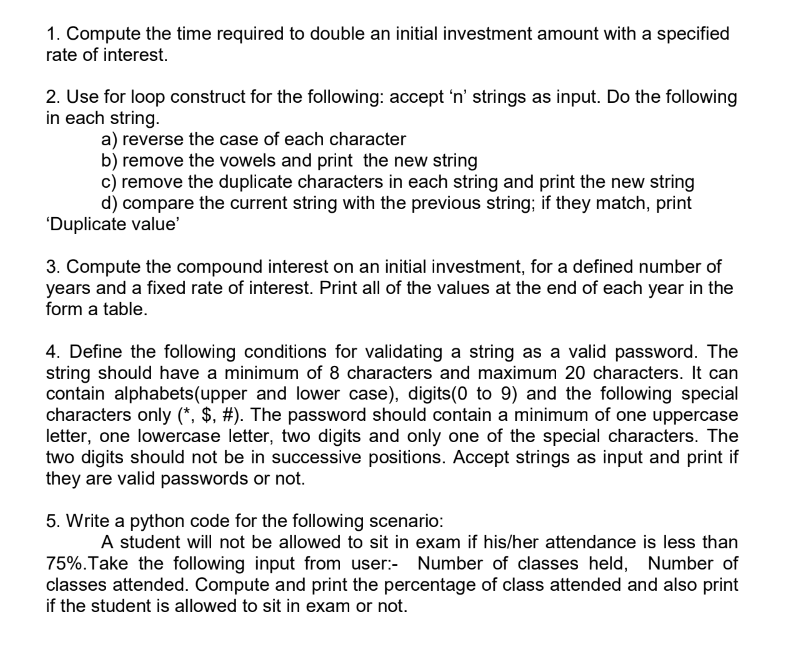 1. Compute the time required to double an initial investment amount with a specified
rate of interest.
2. Use for loop construct for the following: accept ‘n’ strings as input. Do the following
in each string.
a) reverse the case of each character
b) remove the vowels and print the new string
c) remove the duplicate characters in each string and print the new string
d) compare the current string with the previous string; if they match, print
‘Duplicate value’
3. Compute the compound interest on an initial investment, for a defined number of
years and a fixed rate of interest. Print all of the values at the end of each year in the
form a table.
4. Define the following conditions for validating a string as a valid password. The
string should have a minimum of 8 characters and maximum 20 characters. It can
contain alphabets(upper and lower case), digits(0 to 9) and the following special
characters only (*, $, #). The password should contain a minimum of one uppercase
letter, one lowercase letter, two digits and only one of the special characters. The
two digits should not be in successive positions. Accept strings as input and print if
they are valid passwords or not.
5. Write a python code for the following scenario:
A student will not be allowed to sit in exam if his/her attendance is less than
75%.Take the following input from user:- Number of classes held, Number of
classes attended. Compute and print the percentage of class attended and also print
if the student is allowed to sit in exam or not.